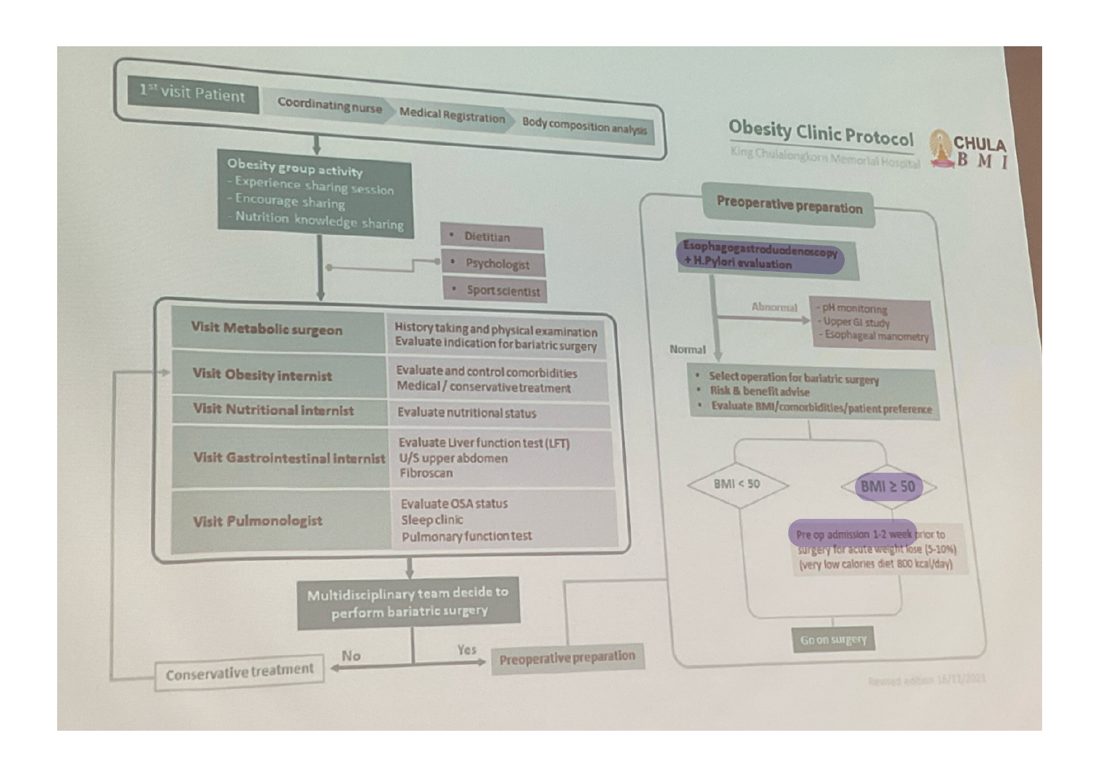 1st visit Patient
Coordinating nurse
Medical Registration
Body composition analysis
Obesity Clinic Protocol
King Chulalongkorn Memorial Hospital
CHULA
B M I
Obesity group activity
- Experience sharing session
- Encourage sharing
- Nutrition knowledge sharing
• Dietitian
• Psychologist
• Sport scientist
Visit Metabolic surgeon
History taking and physical examination
Evaluate indication for bariatric surgery
Visit Obesity internist
Evaluate and control comorbidities
Medical / conservative treatment
Visit Nutritional internist
Evaluate nutritional status
Visit Gastrointestinal internist
Evaluate Liver function test (LFT)
U/S upper abdomen
Fibroscan
Visit Pulmonologist
Evaluate OSA status
Sleep clinic
Pulmonary function test
Multidisciplinary team decide to
perform bariatric surgery
No
Yes
Conservative treatment
Preoperative preparation
Preoperative preparation
Esophagogastroduodenoscopy
+ H.Pylori evaluation
Abnormal
- pH monitoring
- Upper GI study
- Esophageal manometry
Normal
• Select operation for bariatric surgery
• Risk & benefit advise
• Evaluate BMI/comorbidities/patient preference
BMI < 50
BMI ≥ 50
Pre op admission 1-2 week prior to
surgery for acute weight lose (5-10%)
(very low calories diet 800 kcal/day)
Go on surgery
Revised edition